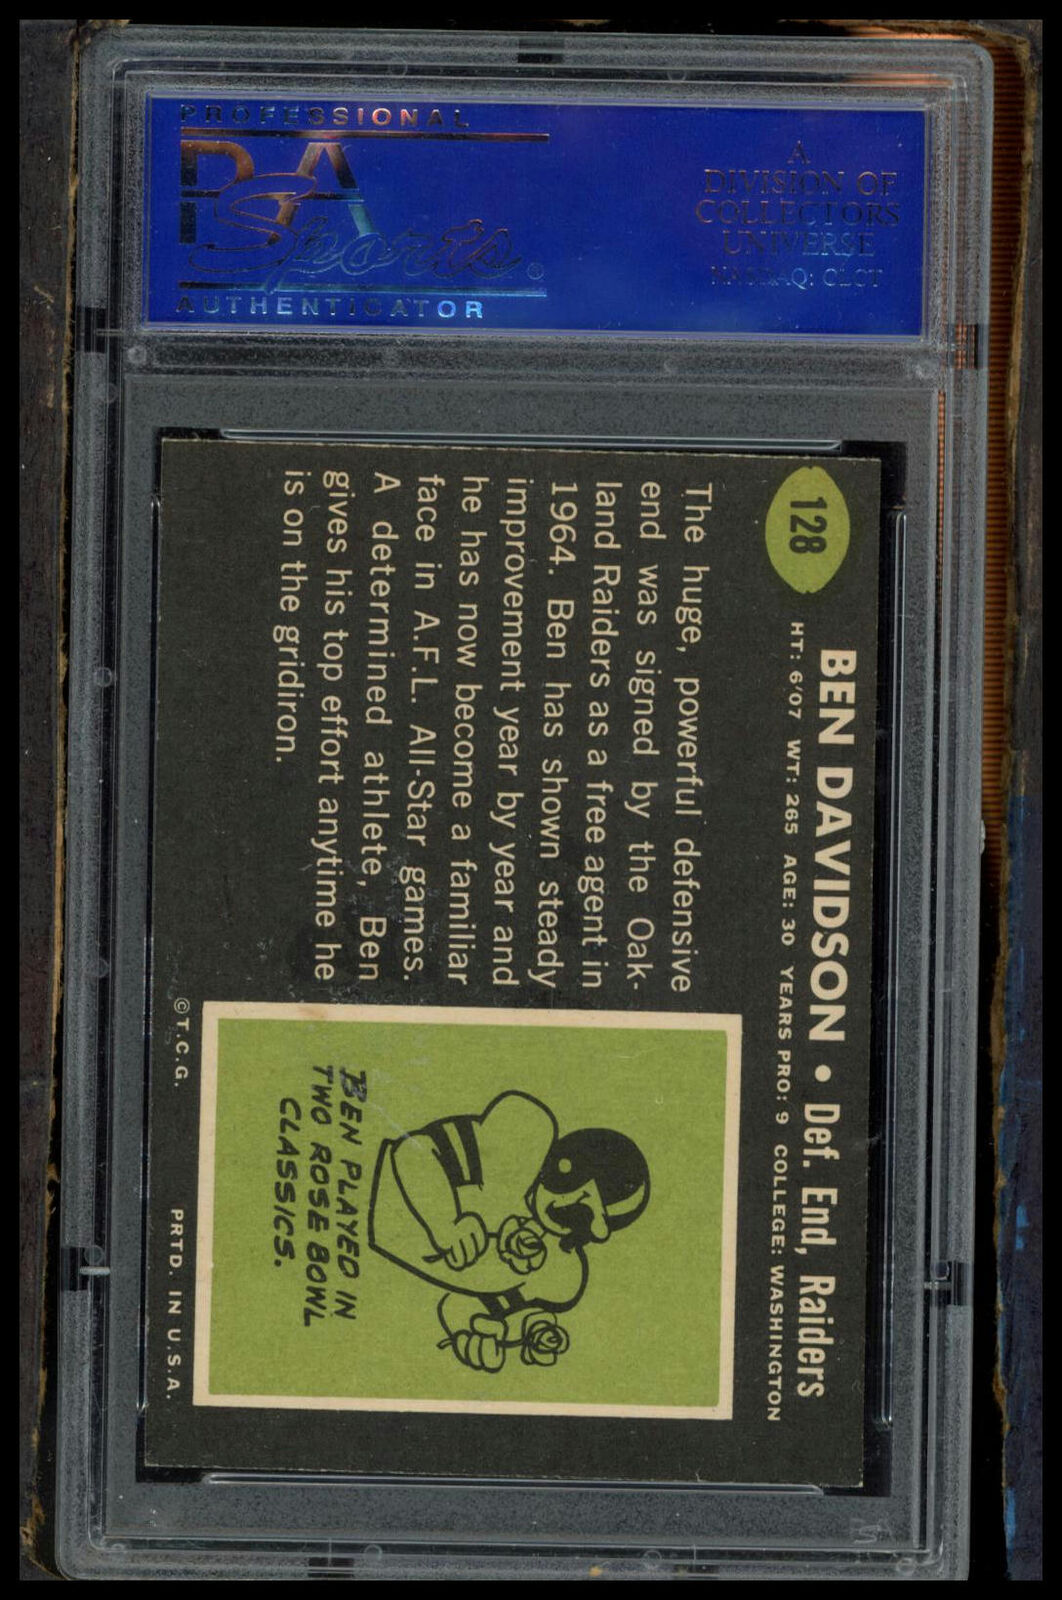 PROFESSIONAL
PSA
Sports®
AUTHENTICATOR
A
DIVISION OF
COLLECTORS
UNIVERSE
NASDAQ: CLCT
128
BEN DAVIDSON • Def. End, Raiders
HT: 6'07 WT: 265 AGE: 30 YEARS PRO: 9 COLLEGE: WASHINGTON
The huge, powerful defensive
end was signed by the Oak-
land Raiders as a free agent in
1964. Ben has shown steady
improvement year by year and
he has now become a familiar
face in A.F.L. All-Star games.
A determined athlete, Ben
gives his top effort anytime he
is on the gridiron.
BEN PLAYED IN
TWO ROSE BOWL
CLASSICS.
©T.C.G. PRTD. IN U.S.A.